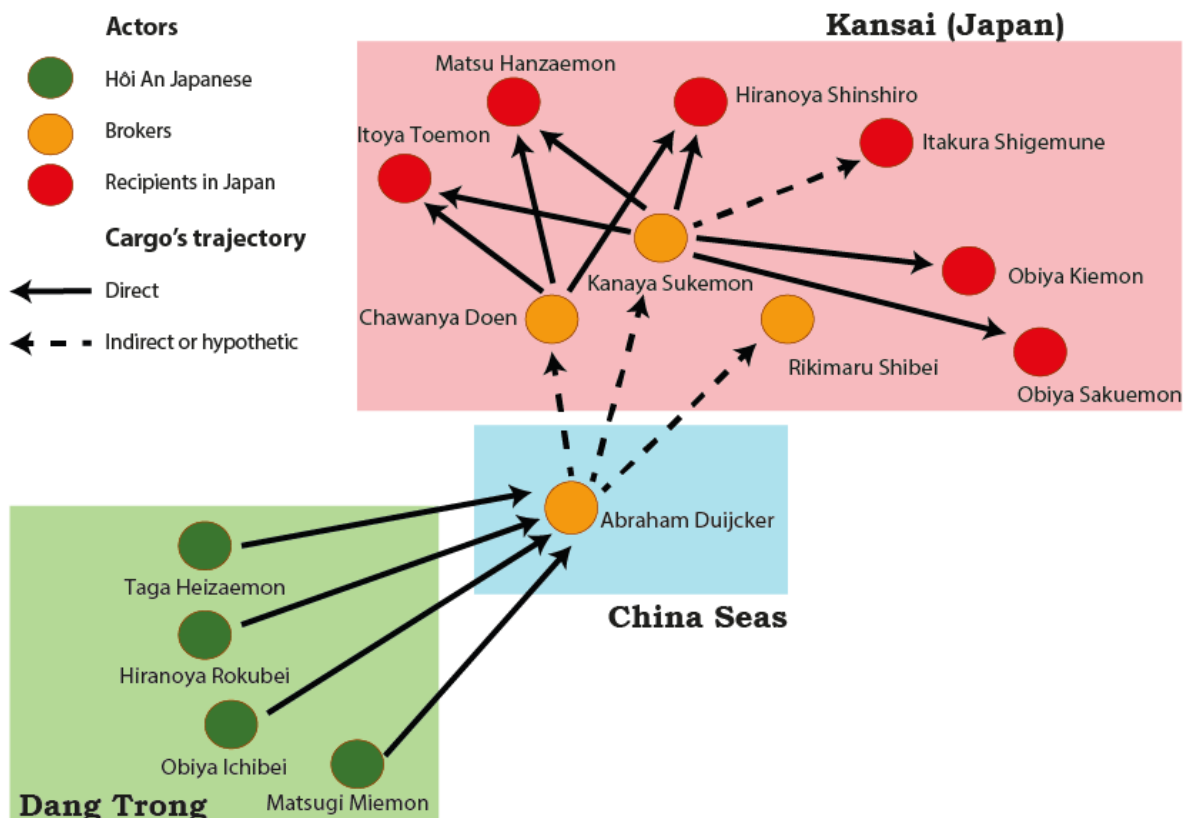 Actors
Hôi An Japanese
Brokers
Recipients in Japan
Cargo's trajectory
Direct
Indirect or hypothetic
Kansai (Japan)
Matsu Hanzaemon
Hiranoya Shinshiro
Itoya Toemon
Itakura Shigemune
Kanaya Sukemon
Obiya Kiemon
Chawanya Doen
Rikimaru Shibei
Obiya Sakuemon
Abraham Duijcker
China Seas
Taga Heizaemon
Hiranoya Rokubei
Obiya Ichibei
Matsugi Miemon
Dang Trong